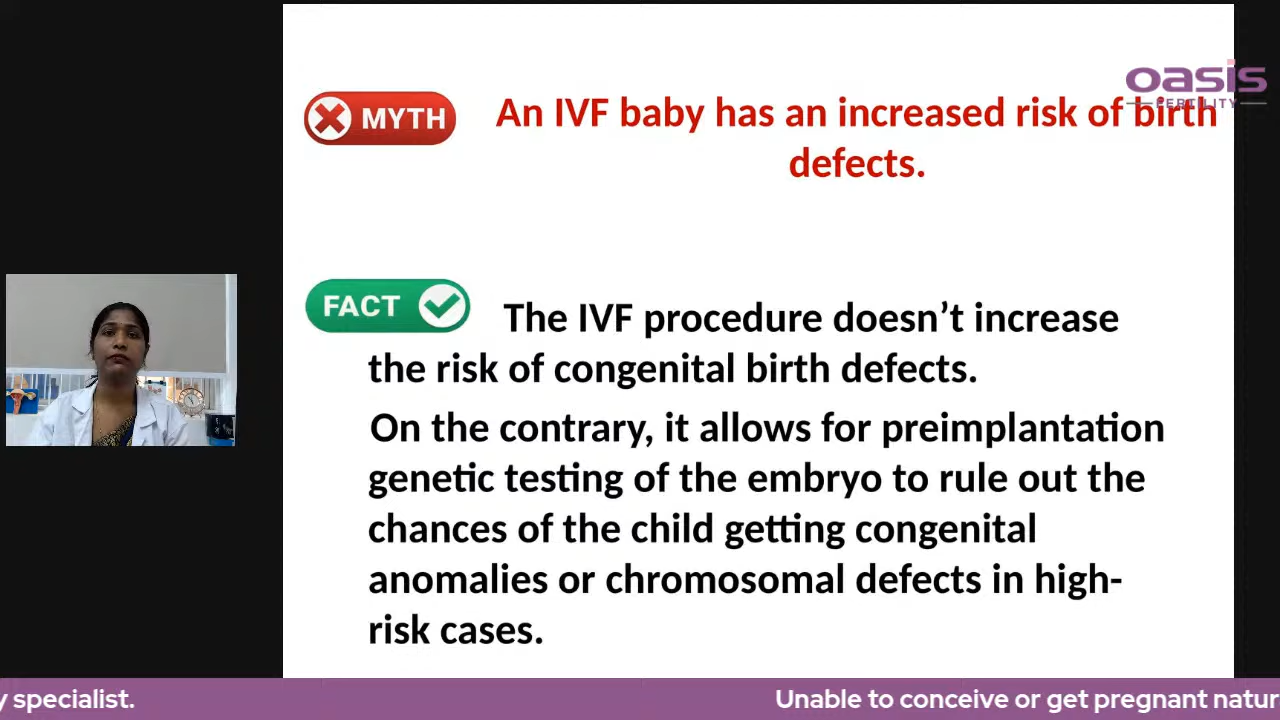 MYTH
An IVF baby has an increased risk of birth
defects.
oasis
FERTILITY
FACT
The IVF procedure doesn’t increase
the risk of congenital birth defects.
On the contrary, it allows for preimplantation
genetic testing of the embryo to rule out the
chances of the child getting congenital
anomalies or chromosomal defects in high-
risk cases.
y specialist.
Unable to conceive or get pregnant natur